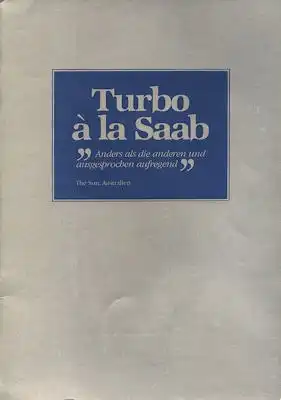 Turbo
à la Saab
„Anders als die anderen und
ausgesprochen aufregend”
The Sun, Australien